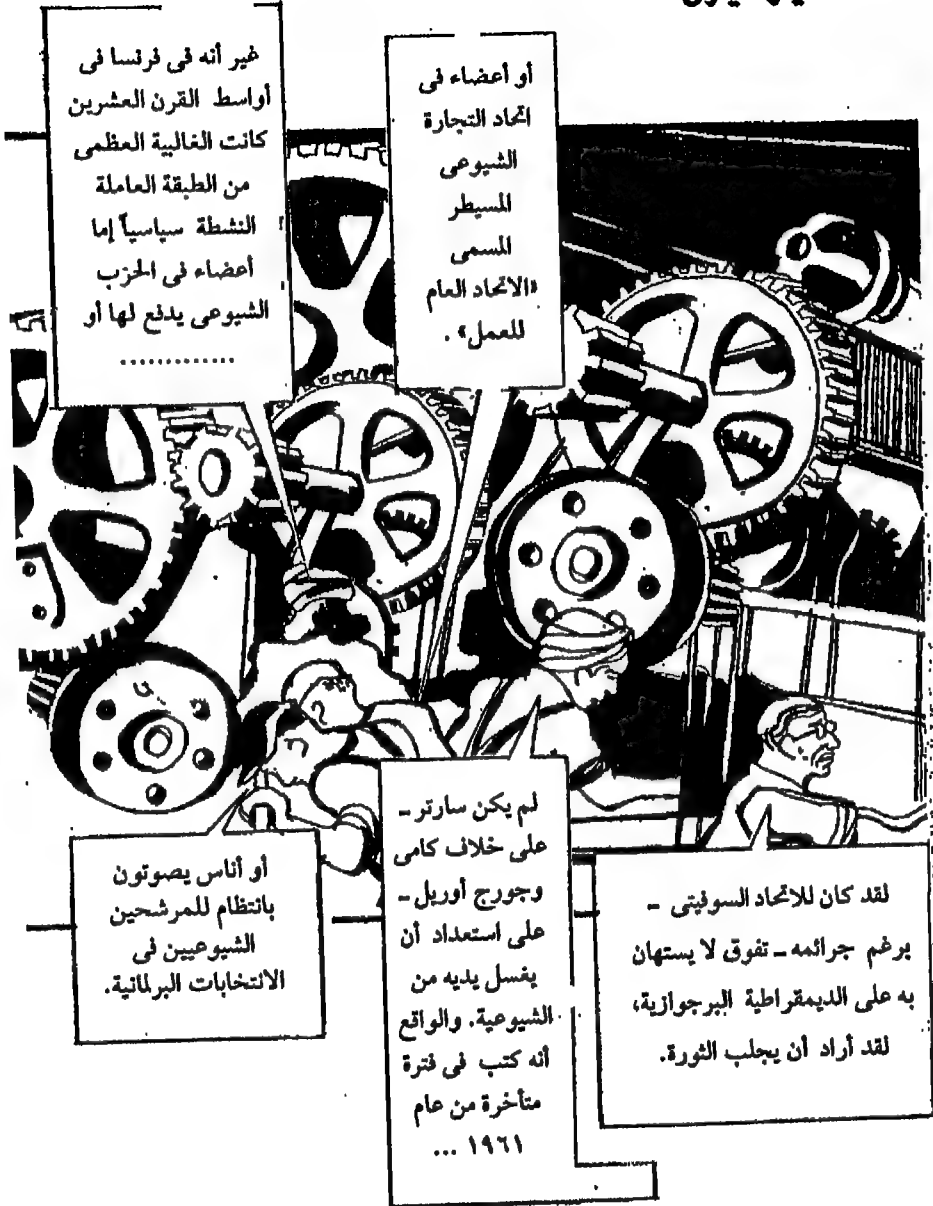 غير أنه فى فرنسا فى
أواسط القرن العشرين
كانت الغالبية العظمى
من الطبقة العاملة
النشطة سياسياً إما
أعضاء فى الحزب
الشيوعى يدفع لها أو
.............
أو أعضاء فى
اتحاد التجارة
الشيوعى
المسيطر
المسمى
«الاتحاد العام
للعمل».
أو أناس يصوتون
بانتظام للمرشحين
الشيوعيين فى
الانتخابات البرلمانية.
لم يكن سارتر -
على خلاف كامى
وجورج أوريل -
على استعداد أن
يغسل يديه من
الشيوعية. والواقع
أنه كتب فى فترة
متأخرة من عام
١٩٦١ ...
لقد كان للاتحاد السوفيتى -
برغم جرائمه - تفوق لا يستهان
به على الديمقراطية البرجوازية،
لقد أراد أن يجلب الثورة.